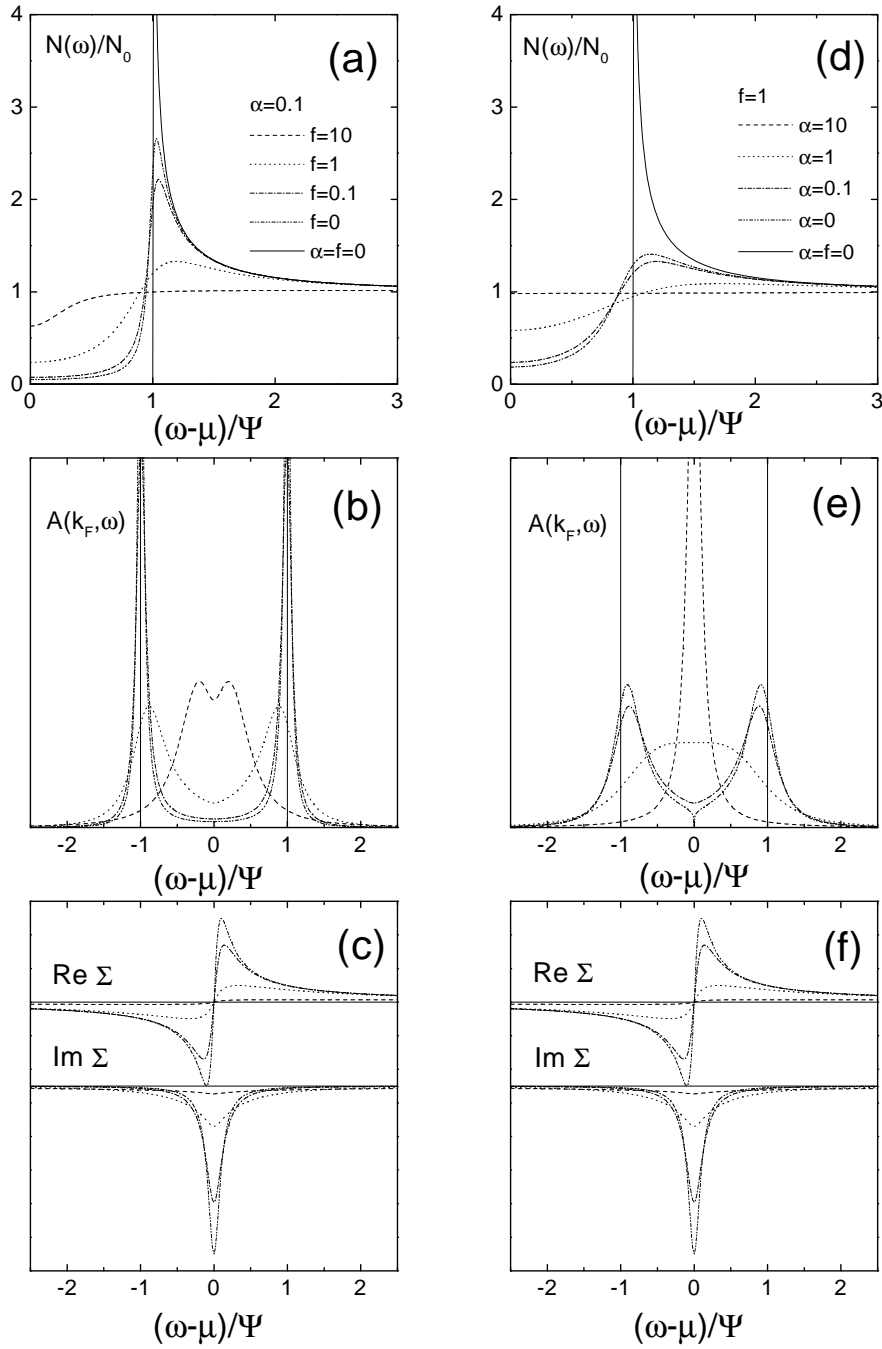 4
3
2
1
0
N(ω)/N₀
(a)
α=0.1
f=10
f=1
f=0.1
f=0
α=f=0
0 1 2 3
(ω-μ)/Ψ
4
3
2
1
0
N(ω)/N₀
(d)
f=1
α=10
α=1
α=0.1
α=0
α=f=0
0 1 2 3
(ω-μ)/Ψ
A(k_F,ω)
(b)
-2 -1 0 1 2
(ω-μ)/Ψ
A(k_F,ω)
(e)
-2 -1 0 1 2
(ω-μ)/Ψ
(c)
Re Σ
Im Σ
-2 -1 0 1 2
(ω-μ)/Ψ
(f)
Re Σ
Im Σ
-2 -1 0 1 2
(ω-μ)/Ψ